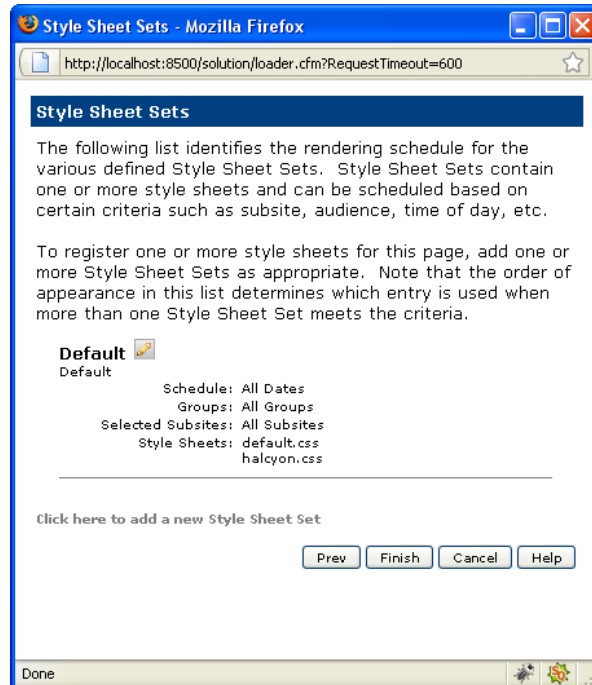 Style Sheet Sets - Mozilla Firefox
http://localhost:8500/solution/loader.cfm?RequestTimeout=600
Style Sheet Sets
The following list identifies the rendering schedule for the
various defined Style Sheet Sets. Style Sheet Sets contain
one or more style sheets and can be scheduled based on
certain criteria such as subsite, audience, time of day, etc.
To register one or more style sheets for this page, add one or
more Style Sheet Sets as appropriate. Note that the order of
appearance in this list determines which entry is used when
more than one Style Sheet Set meets the criteria.
Default
Default
Schedule: All Dates
Groups: All Groups
Selected Subsites: All Subsites
Style Sheets: default.css
halcyon.css
Click here to add a new Style Sheet Set
Prev Finish Cancel Help
Done